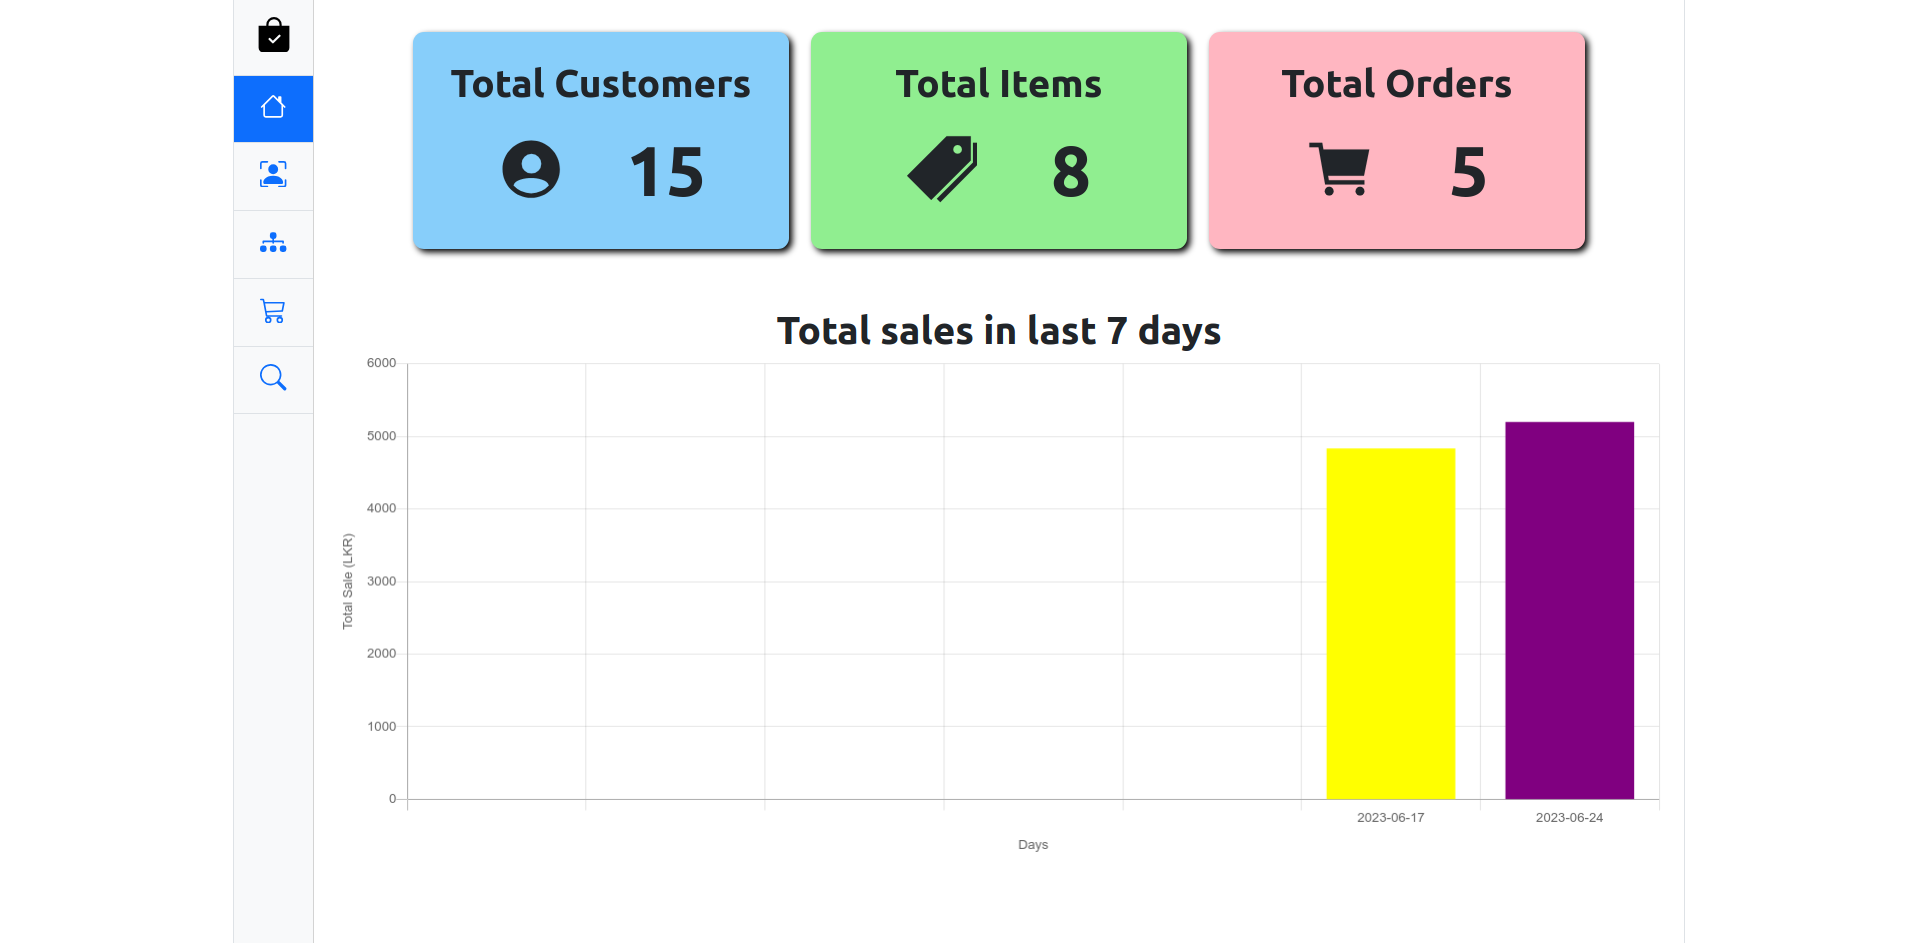 Total Customers
15
Total Items
8
Total Orders
5
Total sales in last 7 days
6000
5000
4000
3000
2000
1000
0
Total Sale (LKR)
2023-06-17
2023-06-24
Days